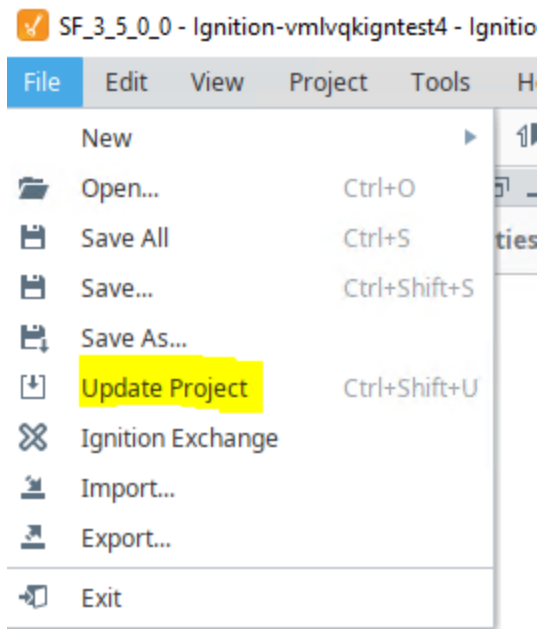 SF_3_5_0_0 - Ignition-vmlvqkigntest4 - Ignitio
File Edit View Project Tools
New
Open... Ctrl+O
Save All Ctrl+S
ties
Save... Ctrl+Shift+S
Save As...
Update Project Ctrl+Shift+U
Ignition Exchange
Import...
Export...
Exit